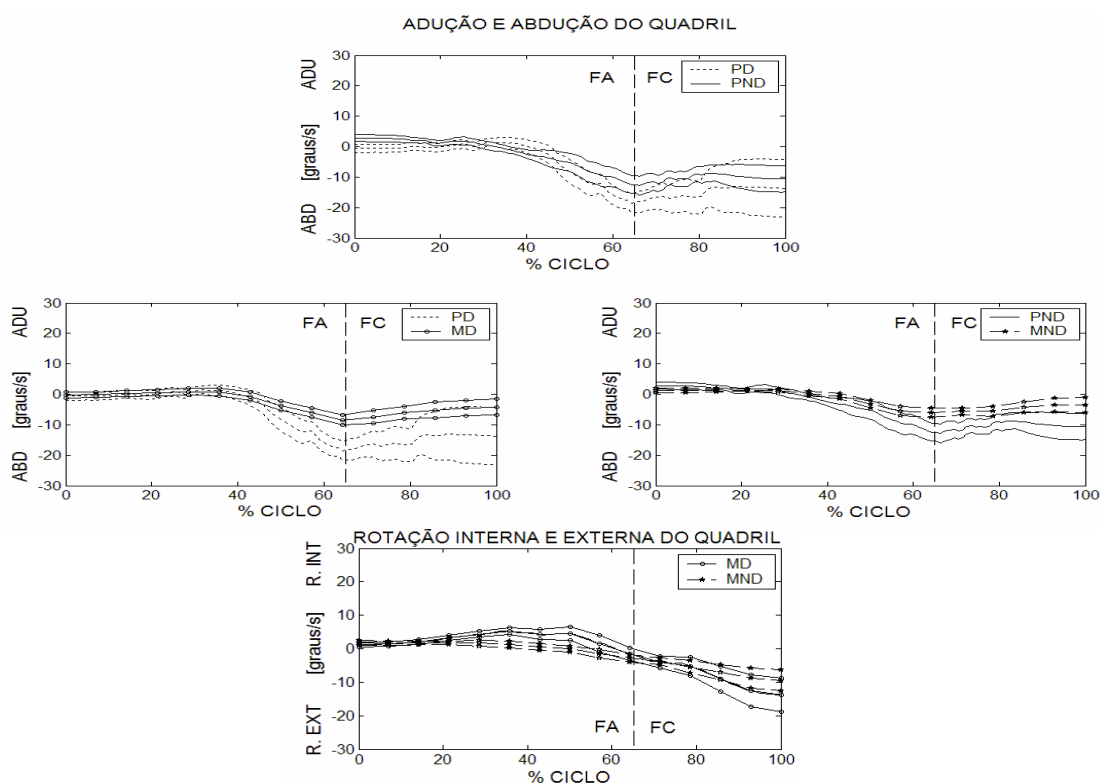 ADUÇÃO E ABDUÇÃO DO QUADRIL
ABD [graus/s] ADU
30
20
10
0
-10
-20
-30
FA FC
PD
PND
0 20 40 60 80 100
% CICLO
ABD [graus/s] ADU
30
20
10
0
-10
-20
-30
FA FC
PD
MD
0 20 40 60 80 100
% CICLO
ABD [graus/s] ADU
30
20
10
0
-10
-20
-30
FA FC
PND
MND
0 20 40 60 80 100
% CICLO
ROTAÇÃO INTERNA E EXTERNA DO QUADRIL
R. EXT [graus/s] R. INT
30
20
10
0
-10
-20
-30
MD
MND
FA FC
0 20 40 60 80 100
% CICLO